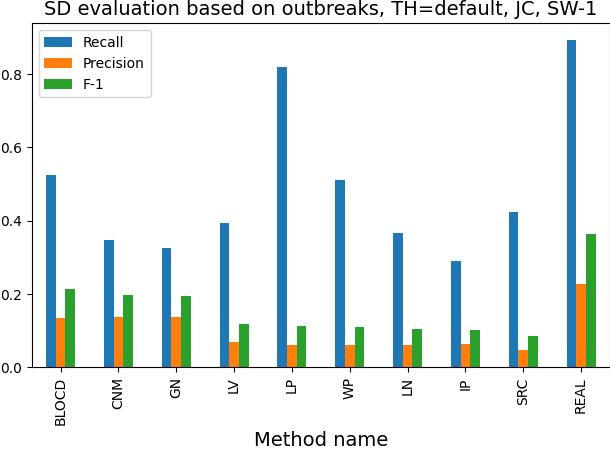 SD evaluation based on outbreaks, TH=default, JC, SW-1
Recall
Precision
F-1
0.8
0.6
0.4
0.2
0.0
BLOCD
CNM
GN
LV
LP
WP
LN
IP
SRC
REAL
Method name